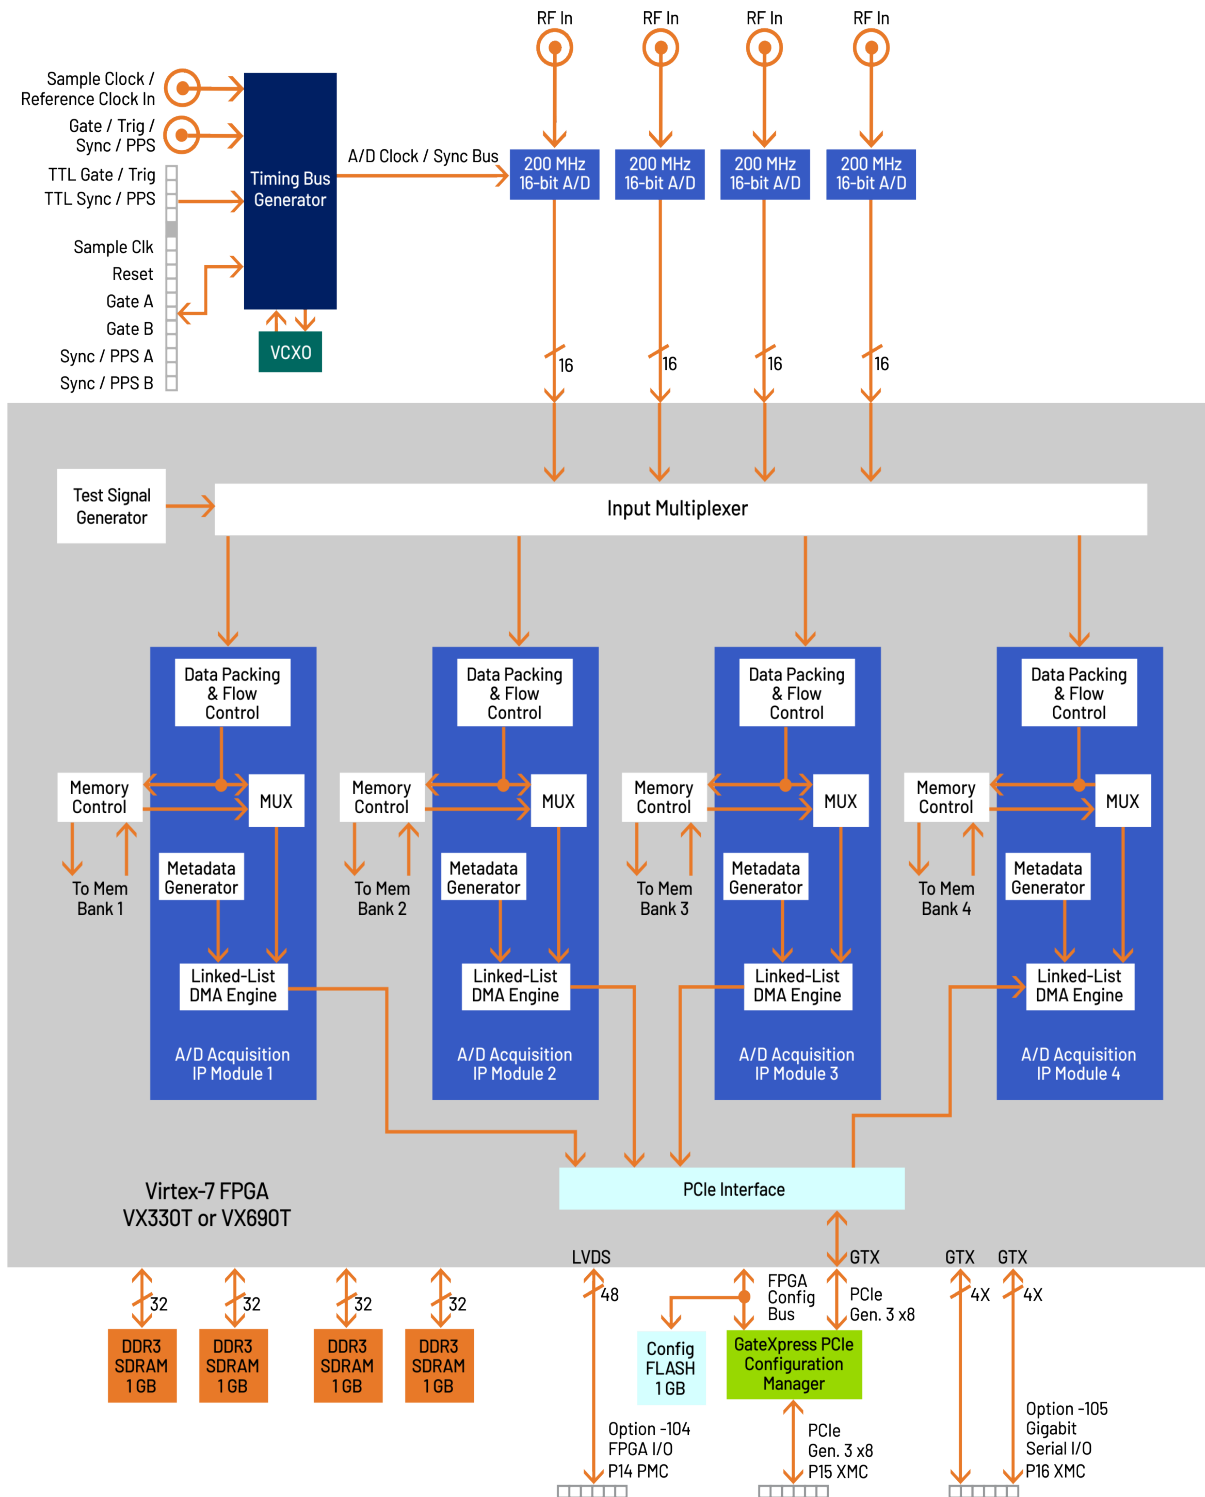 RF In
RF In
RF In
RF In
Sample Clock /
Reference Clock In
Gate / Trig /
Sync / PPS
TTL Gate / Trig
TTL Sync / PPS
Sample Clk
Reset
Gate A
Gate B
Sync / PPS A
Sync / PPS B
Timing Bus
Generator
VCXO
A/D Clock / Sync Bus
200 MHz
16-bit A/D
200 MHz
16-bit A/D
200 MHz
16-bit A/D
200 MHz
16-bit A/D
16
16
16
16
Test Signal
Generator
Input Multiplexer
Data Packing
& Flow
Control
Memory
Control
MUX
To Mem
Bank 1
Metadata
Generator
Linked-List
DMA Engine
A/D Acquisition
IP Module 1
Data Packing
& Flow
Control
Memory
Control
MUX
To Mem
Bank 2
Metadata
Generator
Linked-List
DMA Engine
A/D Acquisition
IP Module 2
Data Packing
& Flow
Control
Memory
Control
MUX
To Mem
Bank 3
Metadata
Generator
Linked-List
DMA Engine
A/D Acquisition
IP Module 3
Data Packing
& Flow
Control
Memory
Control
MUX
To Mem
Bank 4
Metadata
Generator
Linked-List
DMA Engine
A/D Acquisition
IP Module 4
PCIe Interface
Virtex-7 FPGA
VX330T or VX690T
LVDS
GTX
GTX
GTX
32
32
32
32
48
FPGA
Config
Bus
PCIe
Gen. 3 x8
4X
4X
DDR3
SDRAM
1 GB
DDR3
SDRAM
1 GB
DDR3
SDRAM
1 GB
DDR3
SDRAM
1 GB
Config
FLASH
1 GB
GateXpress PCIe
Configuration
Manager
Option -104
FPGA I/O
P14 PMC
PCIe
Gen. 3 x8
P15 XMC
Option -105
Gigabit
Serial I/O
P16 XMC